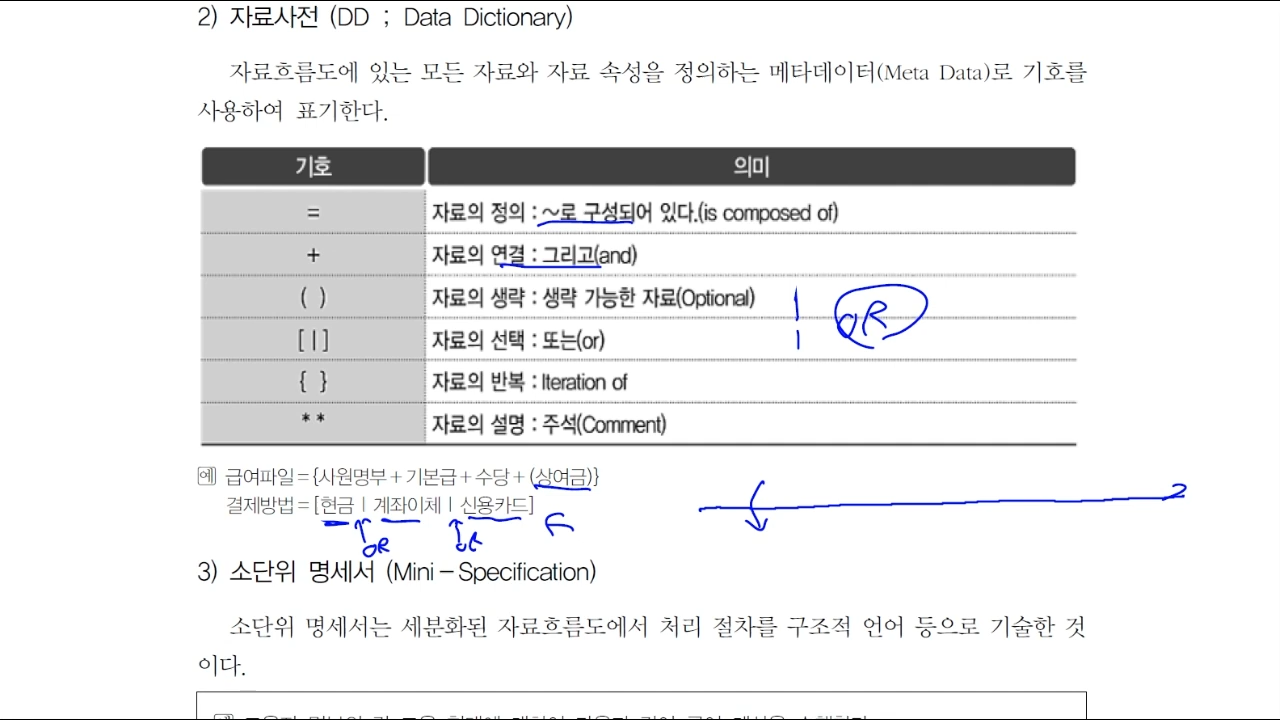 2) 자료사전 (DD ; Data Dictionary)
자료흐름도에 있는 모든 자료와 자료 속성을 정의하는 메타데이터(Meta Data)로 기호를
사용하여 표기한다.
기호 의미
= 자료의 정의 : ～로 구성되어 있다.(is composed of)
+ 자료의 연결 : 그리고(and)
( ) 자료의 생략 : 생략 가능한 자료(Optional)
OR
[ | ] 자료의 선택 : 또는(or)
{ } 자료의 반복 : Iteration of
* * 자료의 설명 : 주석(Comment)
예 급여파일 = {사원명부 + 기본급 + 수당 + (상여금)}
결제방법 = [현금 | 계좌이체 | 신용카드]
OR OR
3) 소단위 명세서 (Mini－Specification)
소단위 명세서는 세분화된 자료흐름도에서 처리 절차를 구조적 언어 등으로 기술한 것
이다.